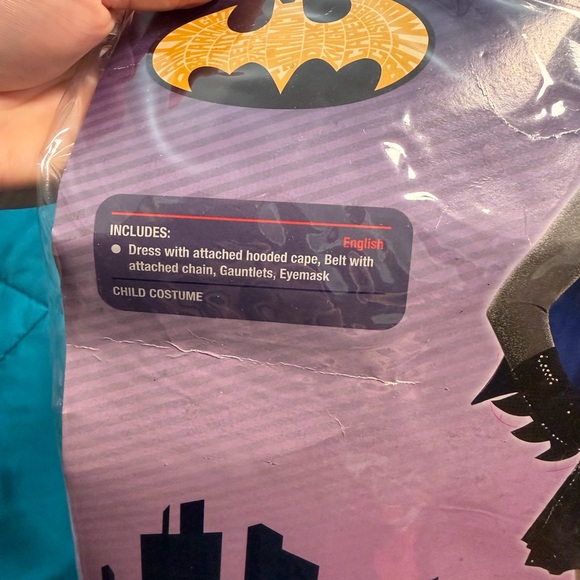 INCLUDES:
English
Dress with attached hooded cape, Belt with
attached chain, Gauntlets, Eyemask
CHILD COSTUME